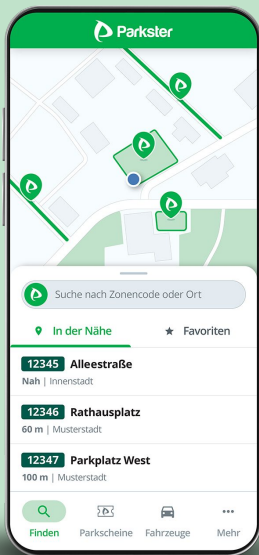 Parkster
Suche nach Zonencode oder Ort
In der Nähe
Favoriten
12345 Alleestraße
Nah | Innenstadt
12346 Rathausplatz
60 m | Musterstadt
12347 Parkplatz West
100 m | Musterstadt
Finden Parkscheine Fahrzeuge Mehr